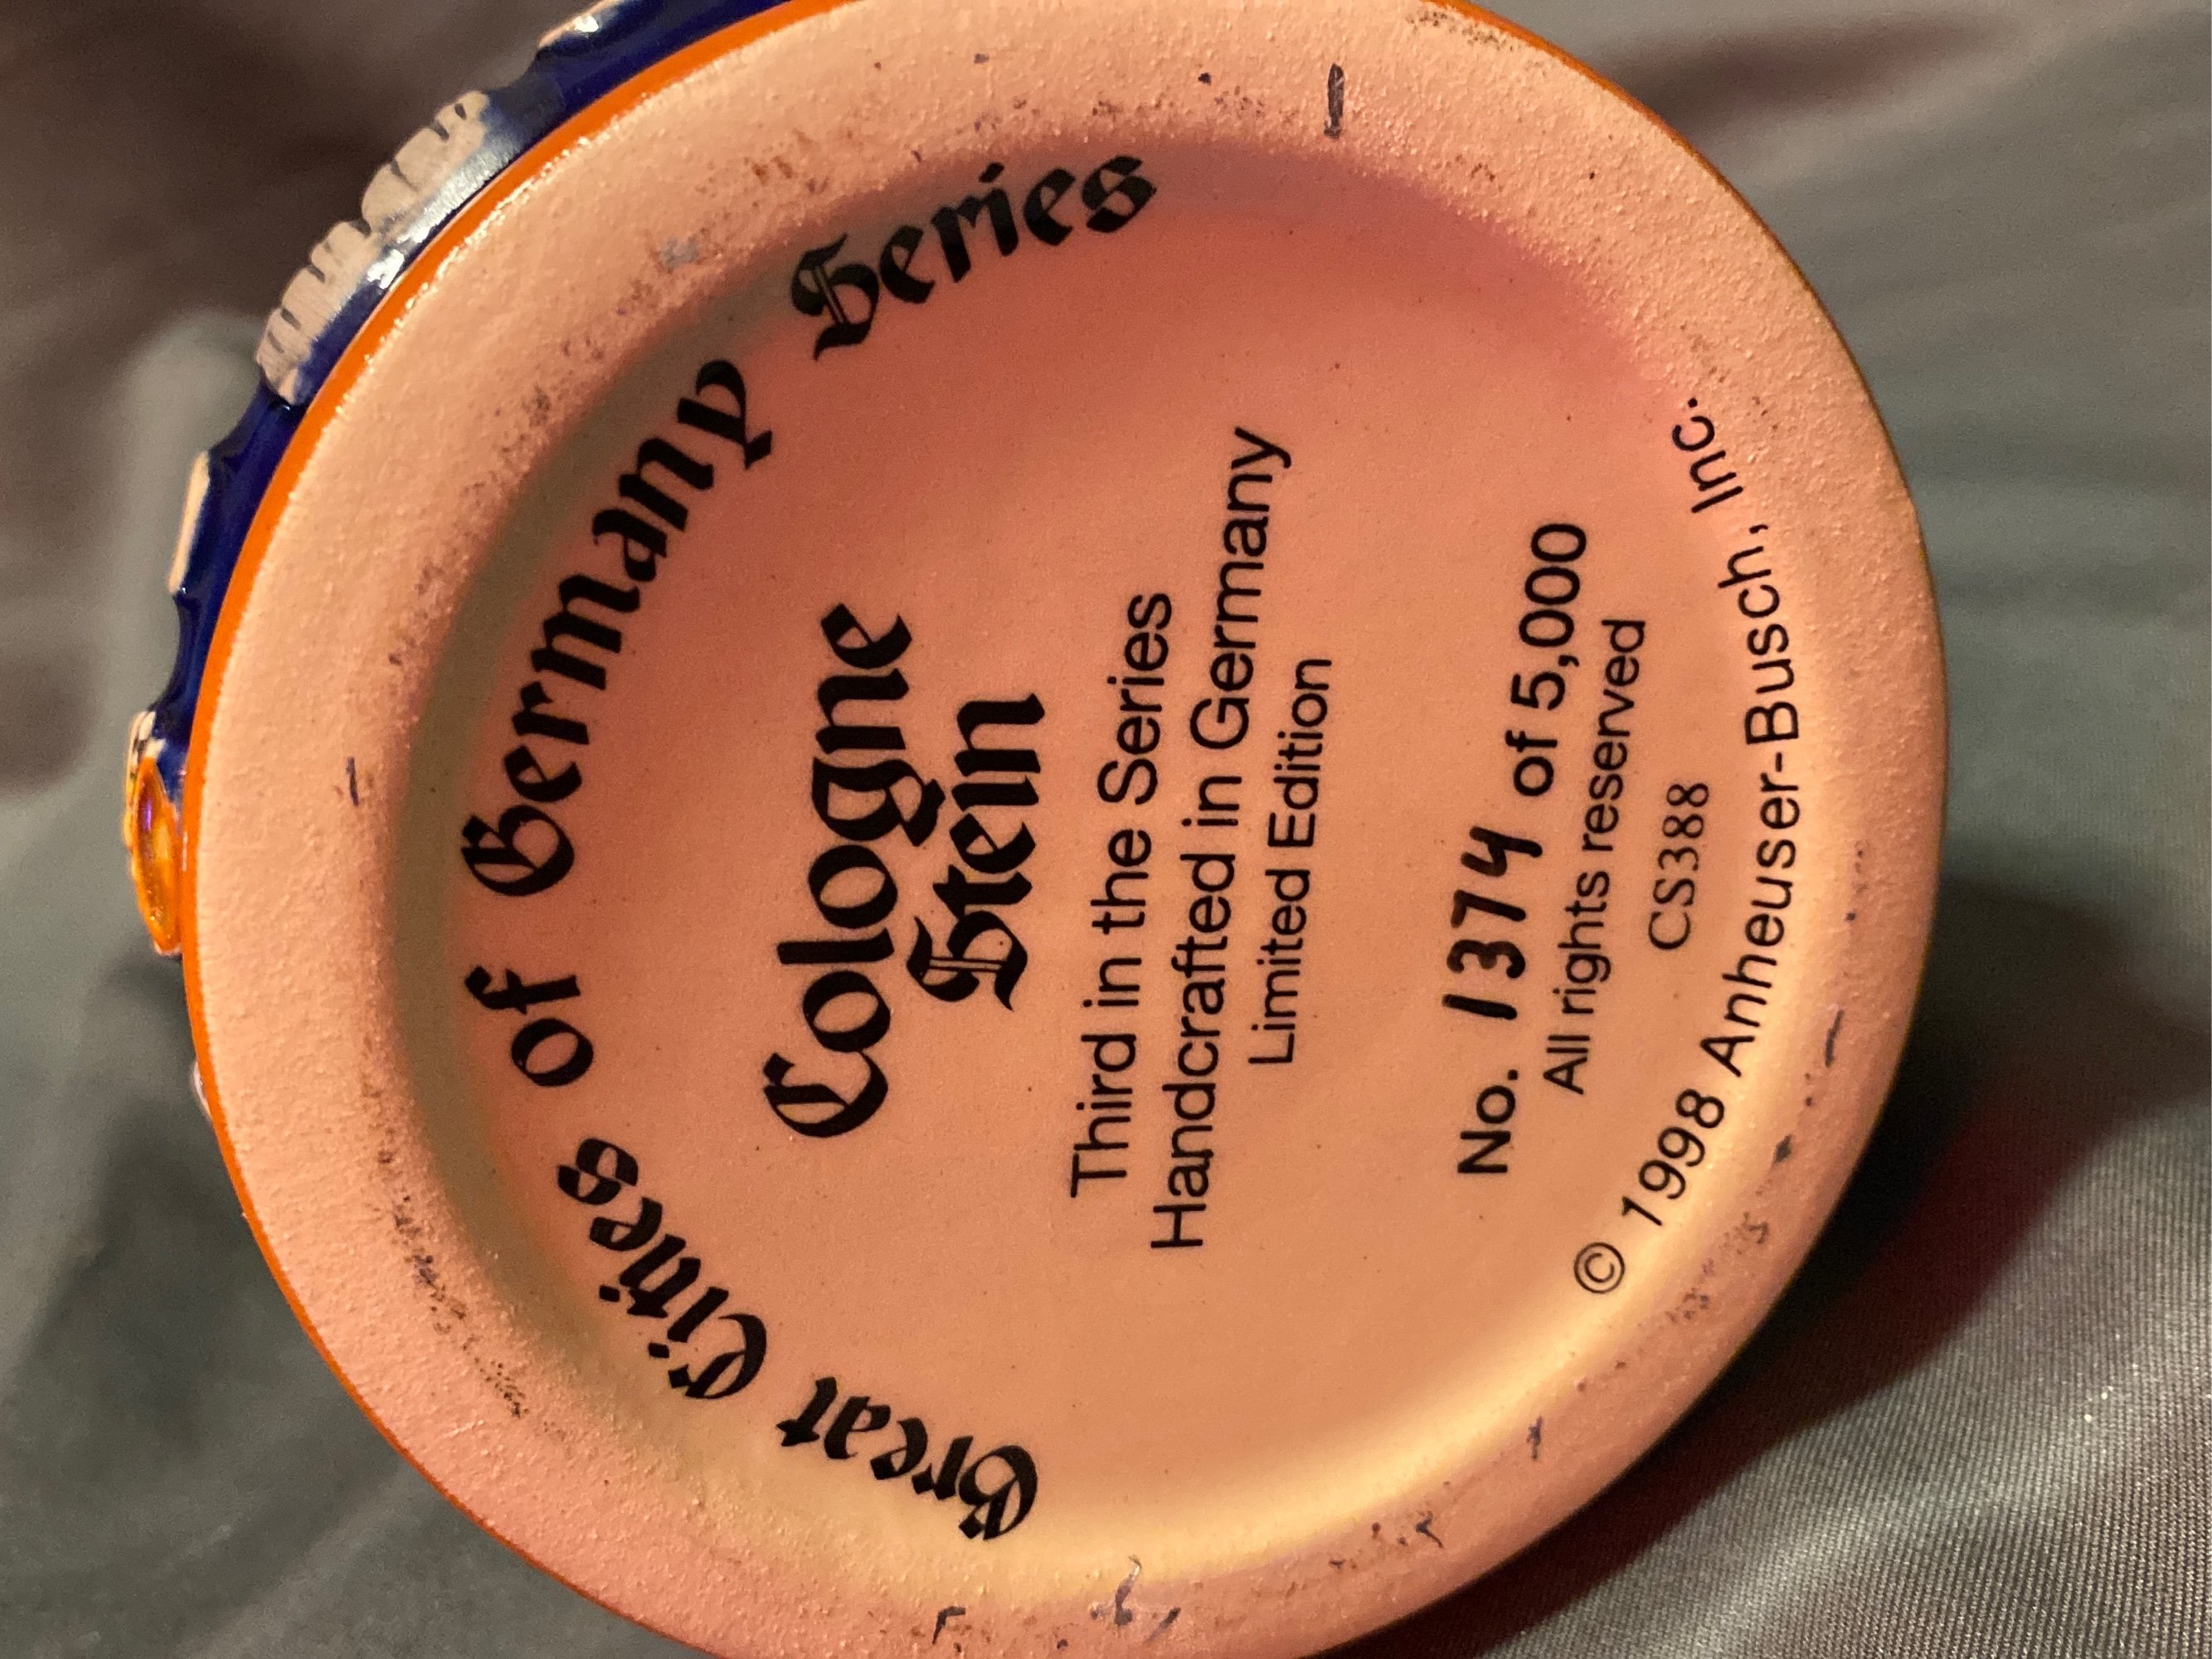 Great Cities of Germany Series
Cologne
Stein
Third in the Series
Handcrafted in Germany
Limited Edition
No. 1374 of 5,000
All rights reserved
CS388
© 1998 Anheuser-Busch, Inc.